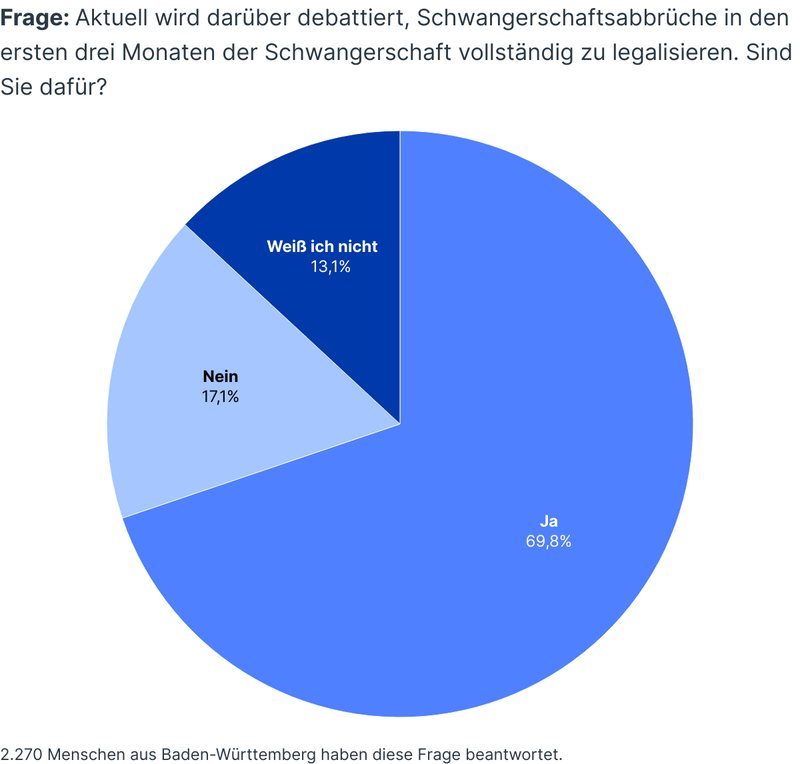 Frage: Aktuell wird darüber debattiert, Schwangerschaftsabbrüche in den
ersten drei Monaten der Schwangerschaft vollständig zu legalisieren. Sind
Sie dafür?
Weiß ich nicht
13,1%
Nein
17,1%
Ja
69,8%
2.270 Menschen aus Baden-Württemberg haben diese Frage beantwortet.